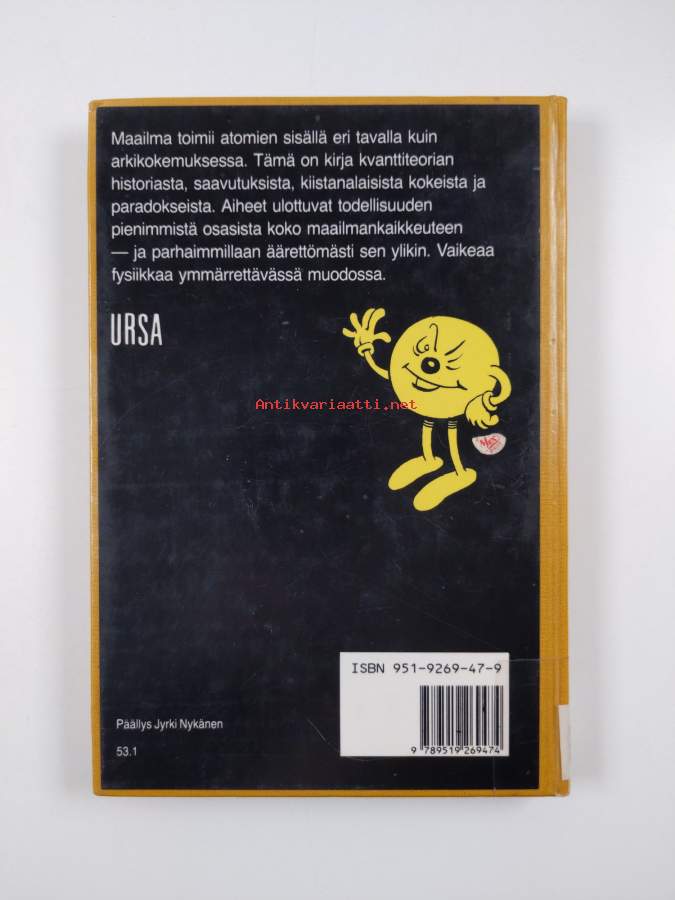 Maailma toimii atomien sisällä eri tavalla kuin
arkikokemuksessa. Tämä on kirja kvanttiteorian
historiasta, saavutuksista, kiistanalaisista kokeista ja
paradokseista. Aiheet ulottuvat todellisuuden
pienimmistä osasista koko maailmankaikkeuteen
— ja parhaimmillaan äärettömästi sen ylikin. Vaikeaa
fysiikkaa ymmärrettävässä muodossa.
URSA
Antikvariaatti.net
ISBN 951-9269-47-9
9 789519 269474
Päällys Jyrki Nykänen
53.1